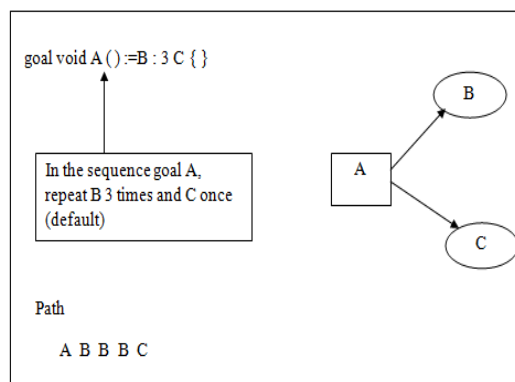 goal void A ( ) :=B : 3 C { }
In the sequence goal A,
repeat B 3 times and C once
(default)
A
B
C
Path
A B B B C